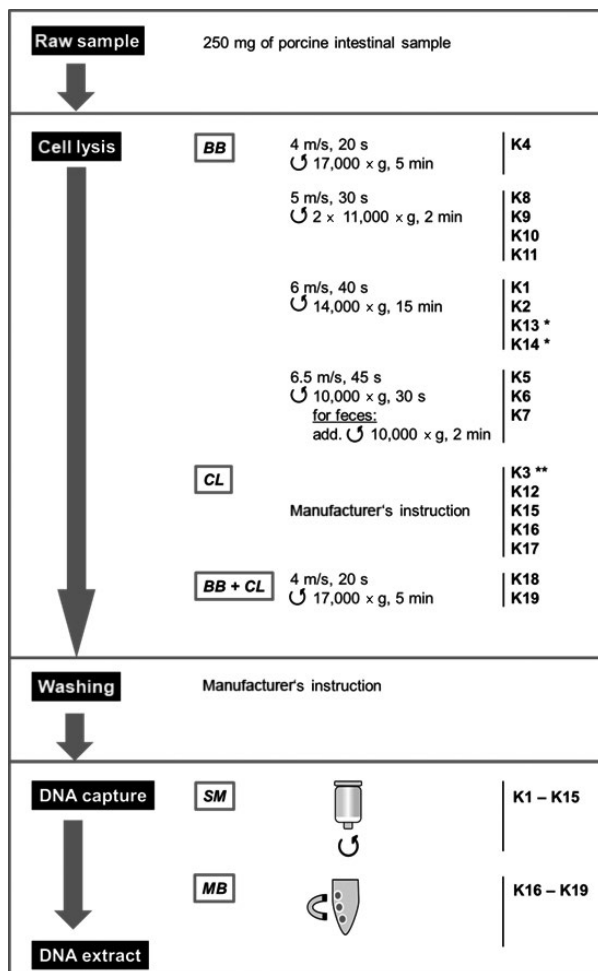 Raw sample 250 mg of porcine intestinal sample
Cell lysis BB 4 m/s, 20 s K4
17,000 × g, 5 min
5 m/s, 30 s K8
2 × 11,000 × g, 2 min K9
K10
K11
6 m/s, 40 s K1
14,000 × g, 15 min K2
K13 *
K14 *
6.5 m/s, 45 s K5
10,000 × g, 30 s K6
for feces: K7
add. 10,000 × g, 2 min
CL K3 **
K12
Manufacturer's instruction K15
K16
K17
BB + CL 4 m/s, 20 s K18
17,000 × g, 5 min K19
Washing Manufacturer's instruction
DNA capture SM K1 – K15
MB K16 – K19
DNA extract